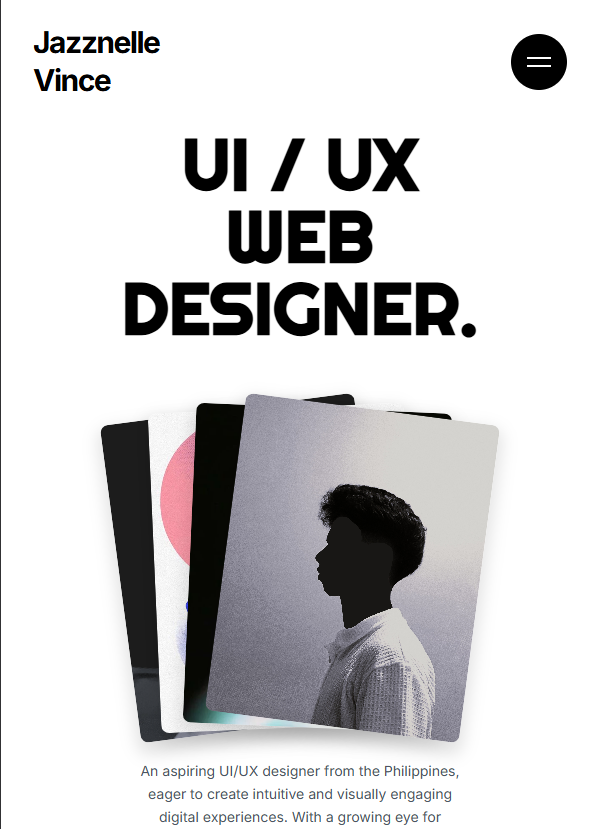 Jazznelle
Vince
UI / UX
WEB
DESIGNER.
An aspiring UI/UX designer from the Philippines,
eager to create intuitive and visually engaging
digital experiences. With a growing eye for